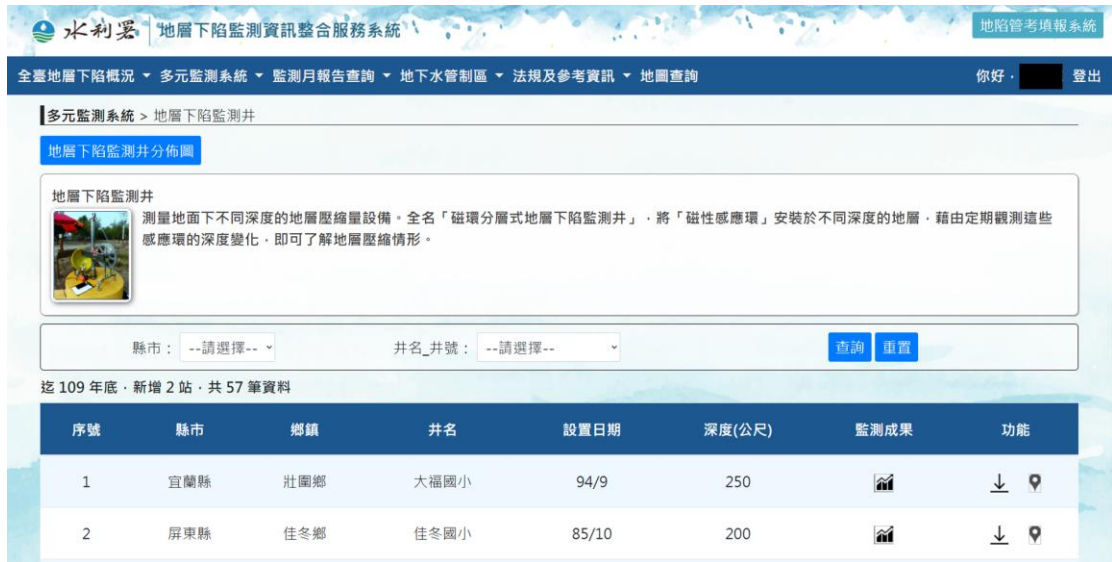 水利署 地層下陷監測資訊整合服務系統 地陷管考填報系統
全臺地層下陷概況 多元監測系統 監測月報告查詢 地下水管制區 法規及參考資訊 地圖查詢 你好, 登出
多元監測系統 > 地層下陷監測井
地層下陷監測井分佈圖
地層下陷監測井
測量地面下不同深度的地層壓縮量設備。全名「磁環分層式地層下陷監測井」,將「磁性感應環」安裝於不同深度的地層,藉由定期觀測這些
感應環的深度變化,即可了解地層壓縮情形。
縣市: --請選擇-- 井名_井號: --請選擇-- 查詢 重置
迄 109 年底,新增 2 站,共 57 筆資料
序號 縣市 鄉鎮 井名 設置日期 深度(公尺) 監測成果 功能
1 宜蘭縣 壯圍鄉 大福國小 94/9 250
2 屏東縣 佳冬鄉 佳冬國小 85/10 200